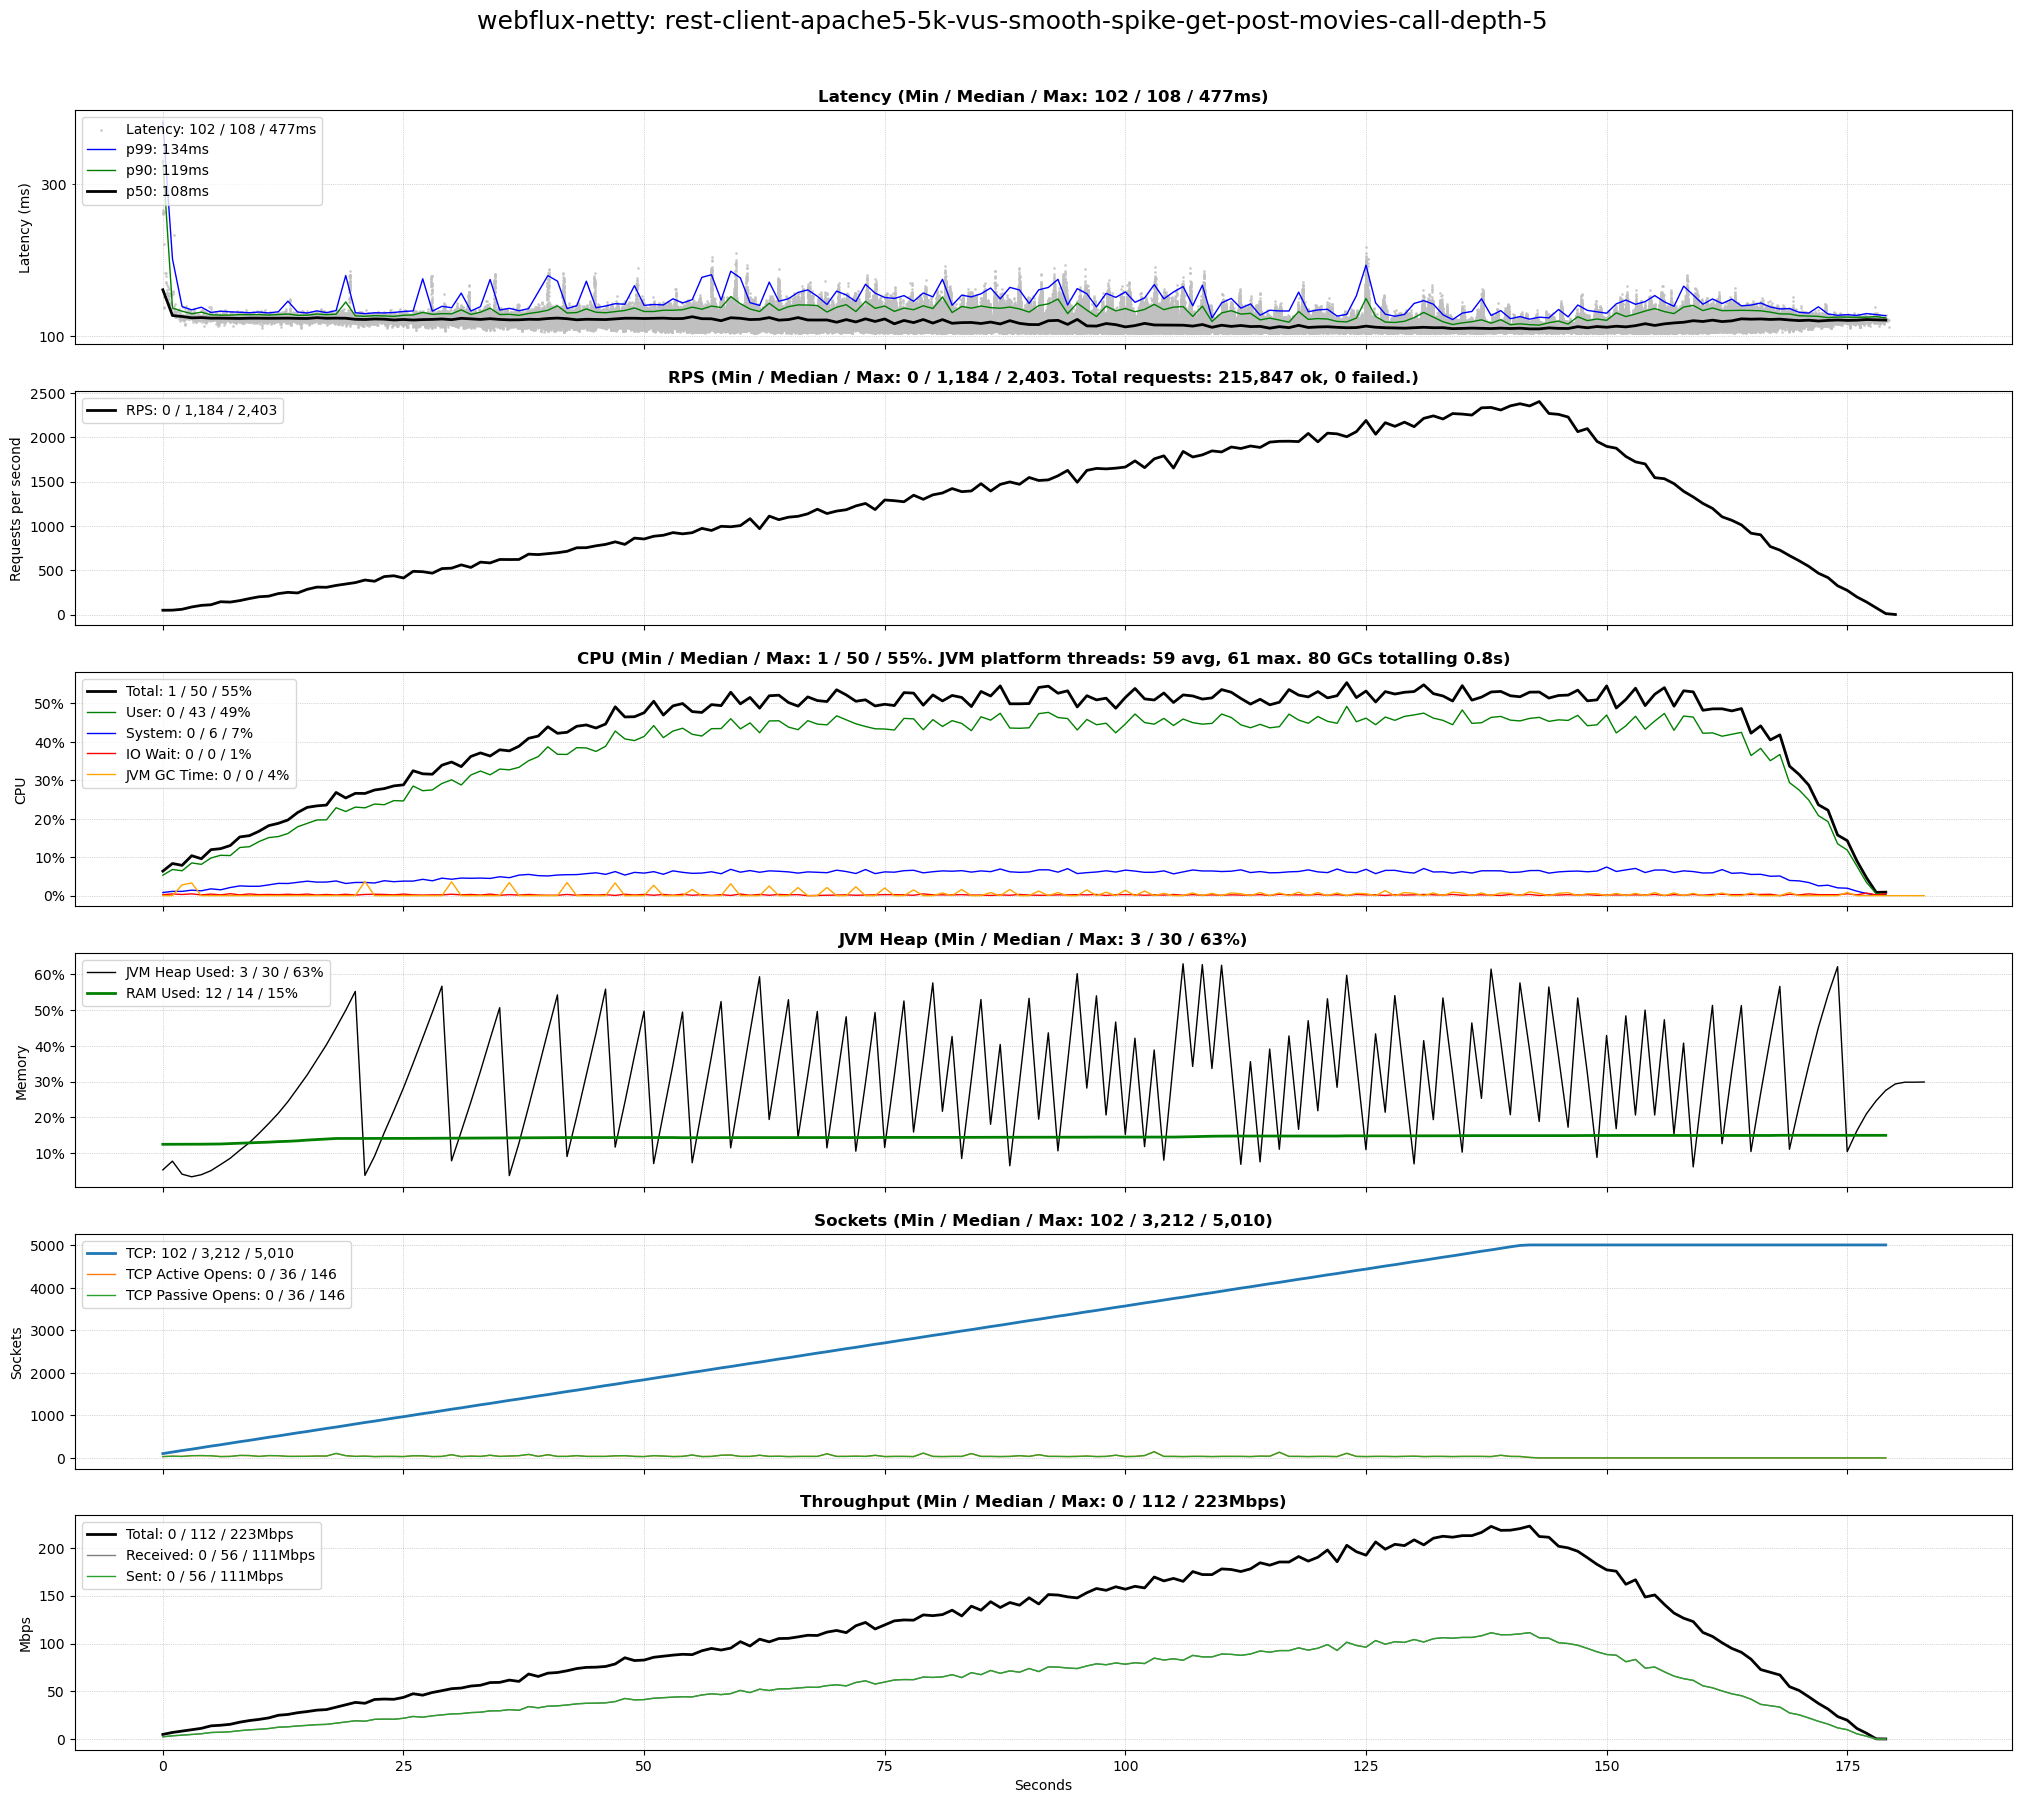 webflux-netty: rest-client-apache5-5k-vus-smooth-spike-get-post-movies-call-depth-5
Latency (Min / Median / Max: 102 / 108 / 477ms)
Latency: 102 / 108 / 477ms
p99: 134ms
p90: 119ms
p50: 108ms
Latency (ms)
300
100
RPS (Min / Median / Max: 0 / 1,184 / 2,403. Total requests: 215,847 ok, 0 failed.)
RPS: 0 / 1,184 / 2,403
Requests per second
2500
2000
1500
1000
500
0
CPU (Min / Median / Max: 1 / 50 / 55%. JVM platform threads: 59 avg, 61 max. 80 GCs totalling 0.8s)
Total: 1 / 50 / 55%
User: 0 / 43 / 49%
System: 0 / 6 / 7%
IO Wait: 0 / 0 / 1%
JVM GC Time: 0 / 0 / 4%
CPU
50%
40%
30%
20%
10%
0%
JVM Heap (Min / Median / Max: 3 / 30 / 63%)
JVM Heap Used: 3 / 30 / 63%
RAM Used: 12 / 14 / 15%
Memory
60%
50%
40%
30%
20%
10%
Sockets (Min / Median / Max: 102 / 3,212 / 5,010)
TCP: 102 / 3,212 / 5,010
TCP Active Opens: 0 / 36 / 146
TCP Passive Opens: 0 / 36 / 146
Sockets
5000
4000
3000
2000
1000
0
Throughput (Min / Median / Max: 0 / 112 / 223Mbps)
Total: 0 / 112 / 223Mbps
Received: 0 / 56 / 111Mbps
Sent: 0 / 56 / 111Mbps
Mbps
200
150
100
50
0
0 25 50 75 100 125 150 175
Seconds